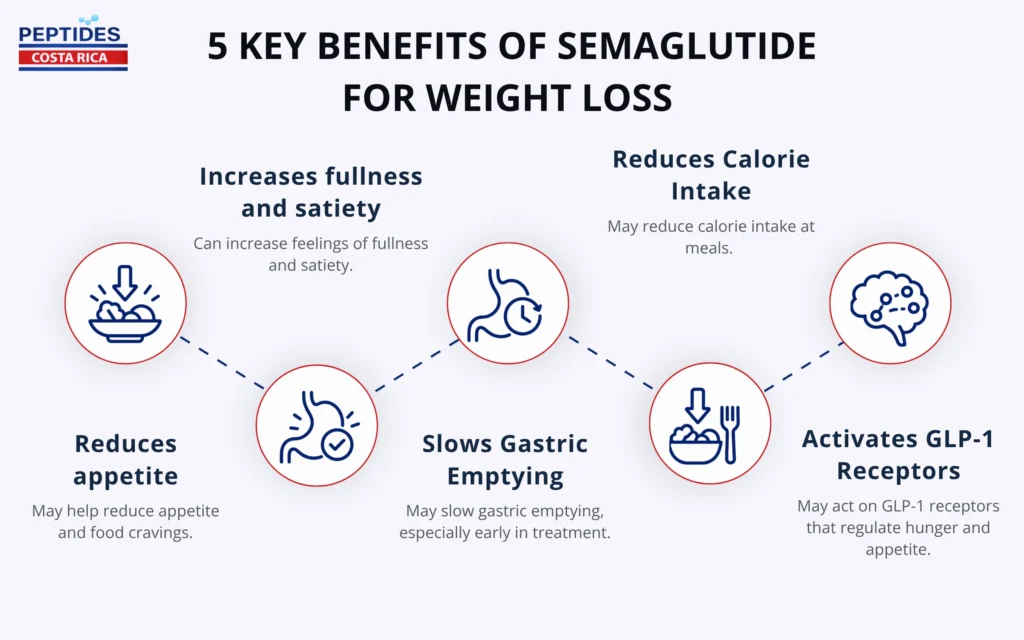 PEPTIDES
COSTA RICA
5 KEY BENEFITS OF SEMAGLUTIDE
FOR WEIGHT LOSS
Reduces
appetite
May help reduce appetite
and food cravings.
Increases fullness
and satiety
Can increase feelings of fullness
and satiety.
Slows Gastric
Emptying
May slow gastric emptying,
especially early in treatment.
Reduces Calorie
Intake
May reduce calorie intake at
meals.
Activates GLP-1
Receptors
May act on GLP-1 receptors
that regulate hunger and
appetite.